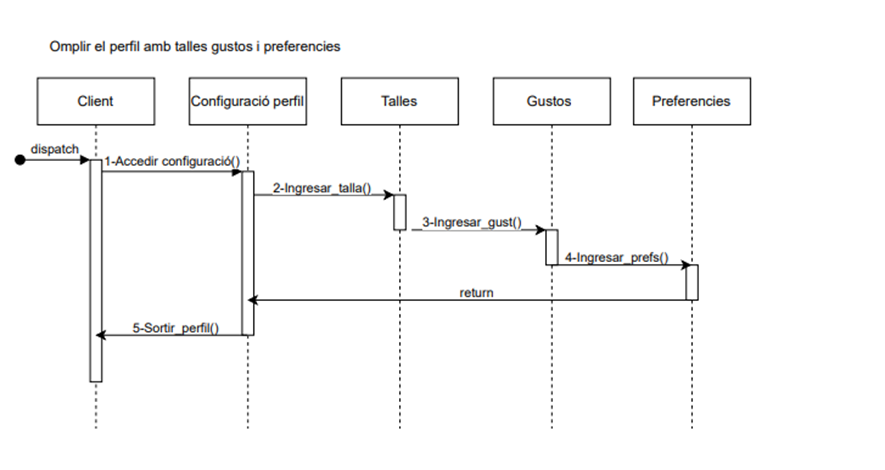 Omplir el perfil amb talles gustos i preferencies
Client
Configuració perfil
Talles
Gustos
Preferencies
dispatch
1-Accedir configuració()
2-Ingresar_talla()
3-Ingresar_gust()
4-Ingresar_prefs()
return
5-Sortir_perfil()